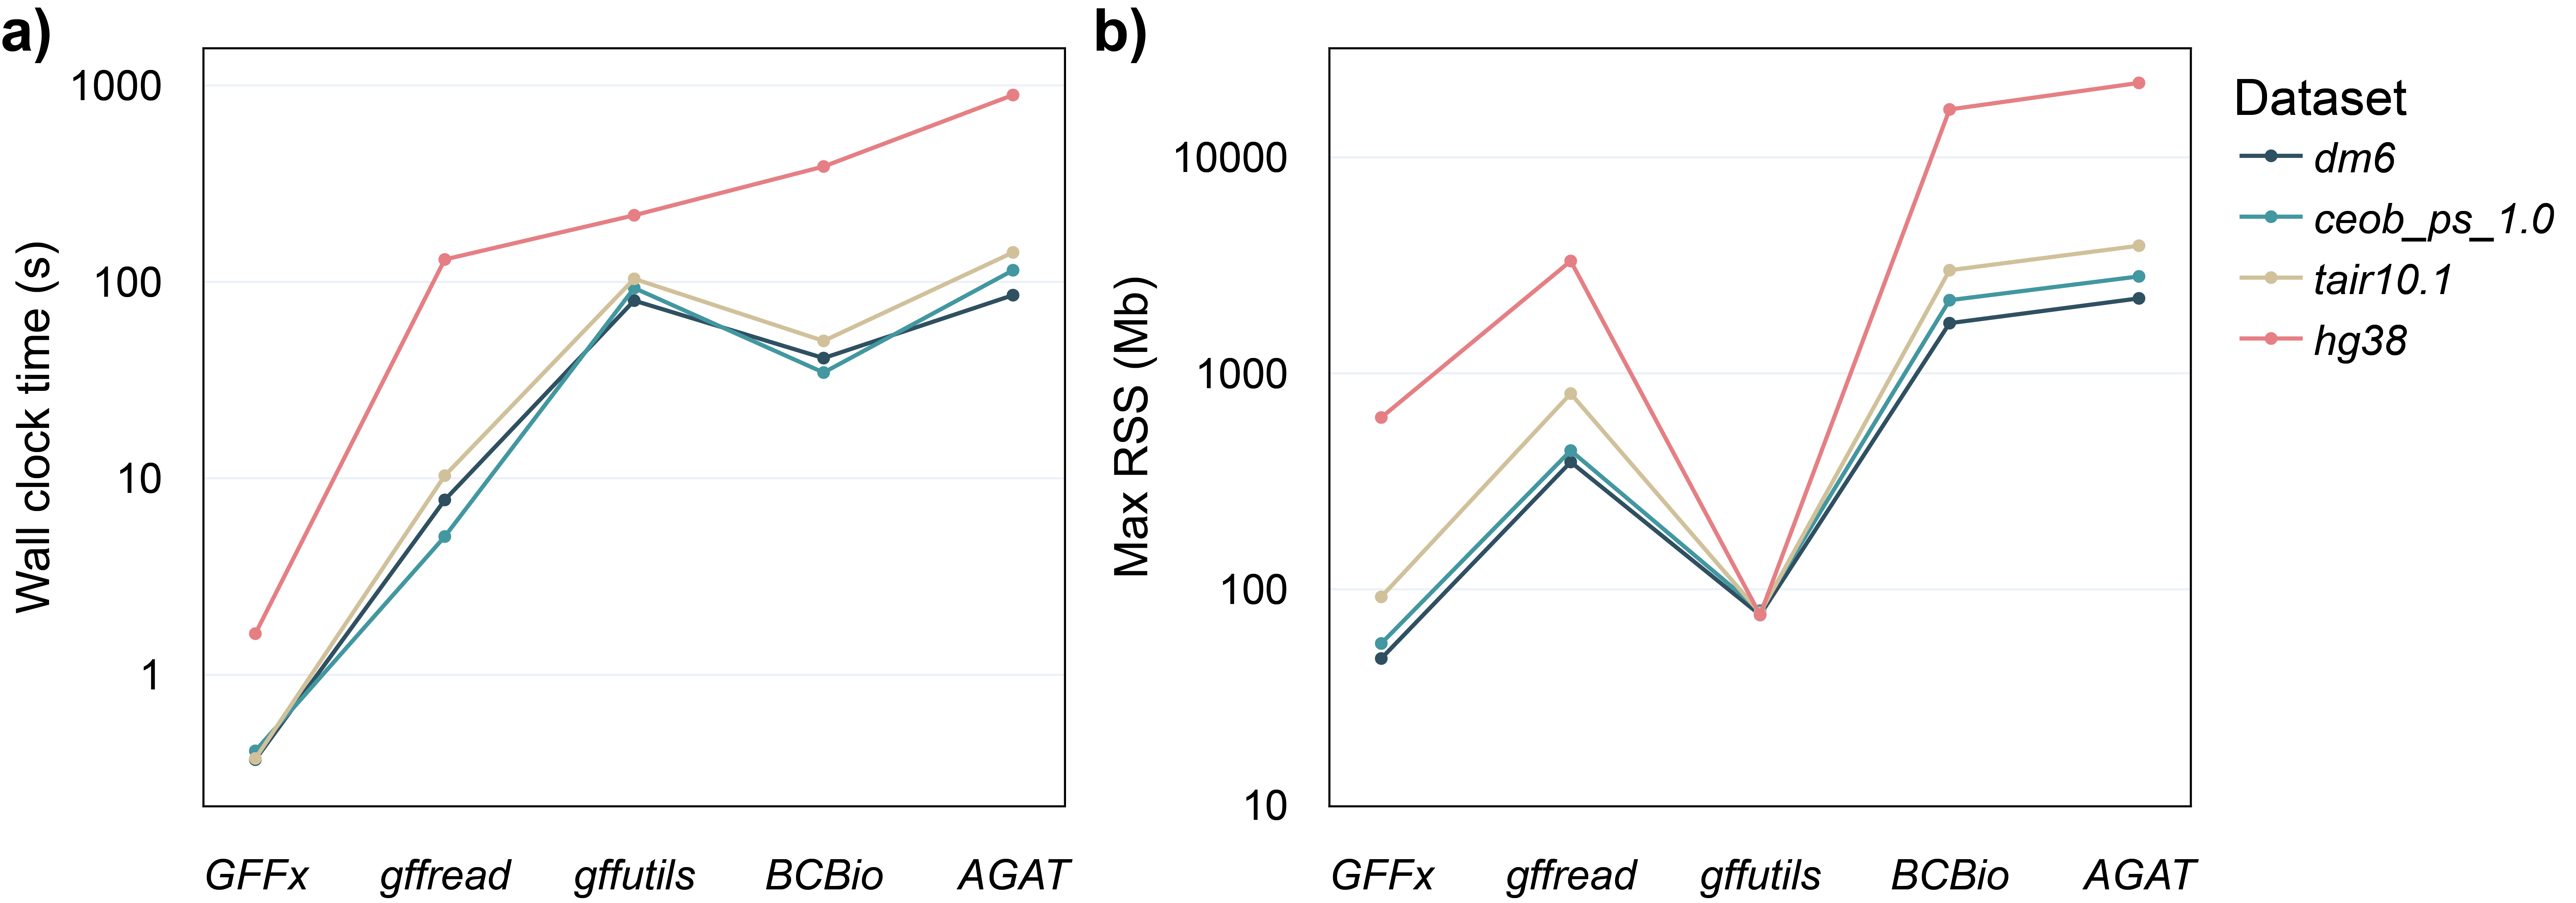 a)
Wall clock time (s)
1000
100
10
1
GFFx gffread gffutils BCBio AGAT
b)
Max RSS (Mb)
10000
1000
100
10
GFFx gffread gffutils BCBio AGAT
Dataset
dm6
ceob_ps_1.0
tair10.1
hg38